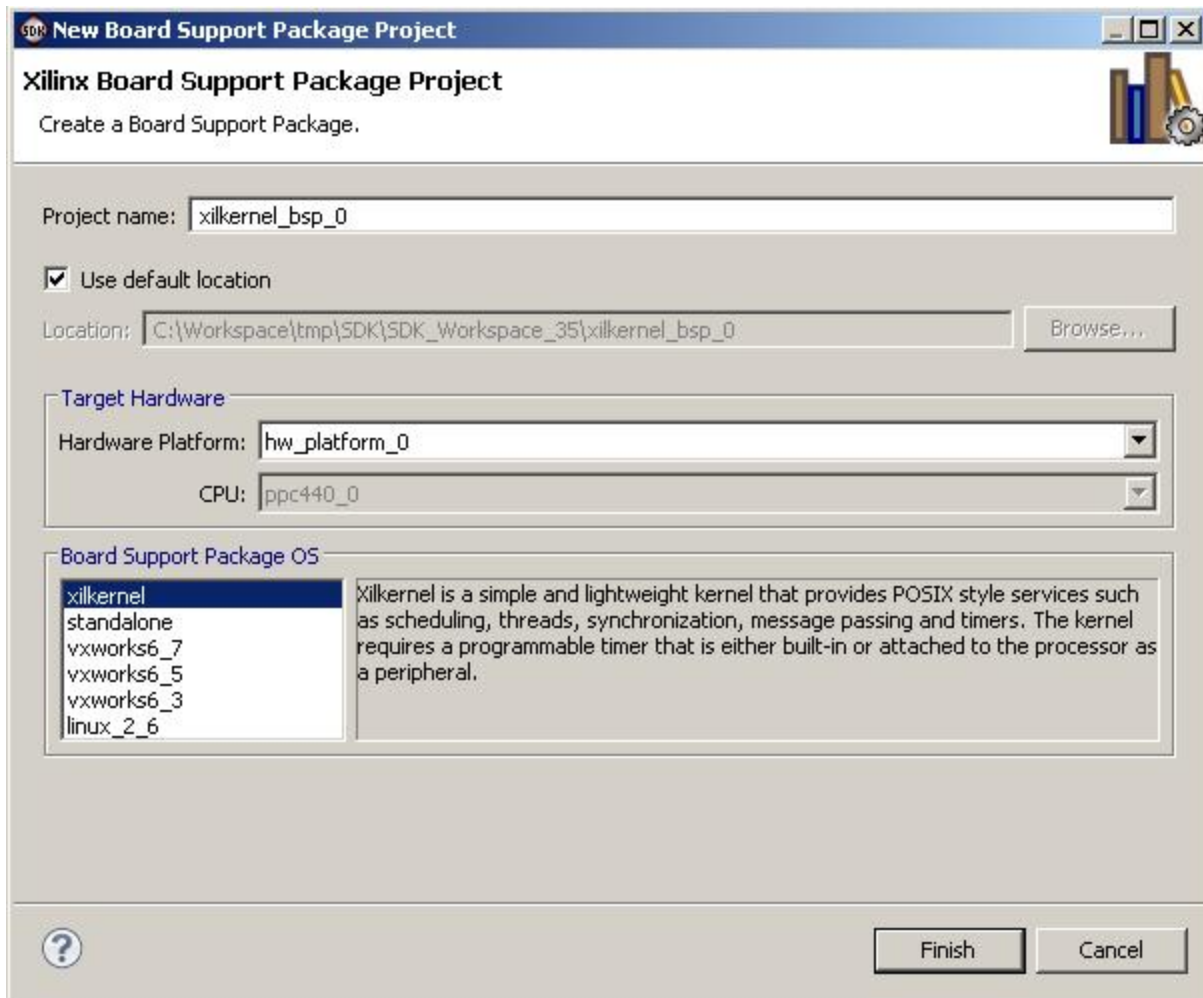 SDK New Board Support Package Project
Xilinx Board Support Package Project
Create a Board Support Package.
Project name: xilkernel_bsp_0
Use default location
Location: C:\Workspace\tmp\SDK\SDK_Workspace_35\xilkernel_bsp_0 Browse...
Target Hardware
Hardware Platform: hw_platform_0
CPU: ppc440_0
Board Support Package OS
xilkernel
standalone
vxworks6_7
vxworks6_5
vxworks6_3
linux_2_6
Xilkernel is a simple and lightweight kernel that provides POSIX style services such
as scheduling, threads, synchronization, message passing and timers. The kernel
requires a programmable timer that is either built-in or attached to the processor as
a peripheral.
? Finish Cancel